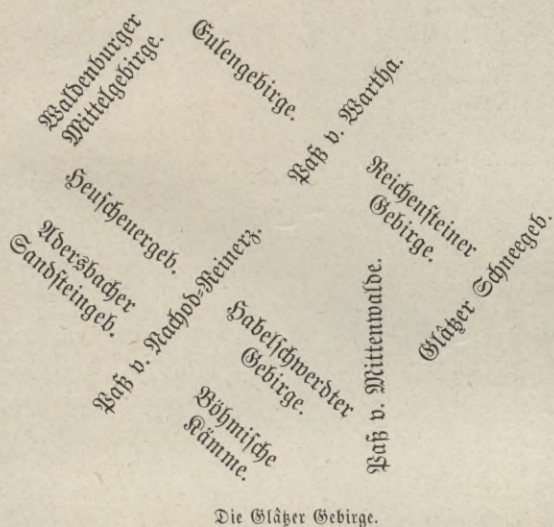 Waldenburger
Mittelgebirge.
Eulengebirge.
Paß v. Wartha.
Heuscheuergeb.
Adersbacher
Sandsteingeb.
Paß v. Nachod-Reinerz.
Reichensteiner
Gebirge.
Glätzer Schneegeb.
Habelschwerdter
Gebirge.
Paß v. Mittenwalde.
Böhmische
Kämme.
Die Glätzer Gebirge.